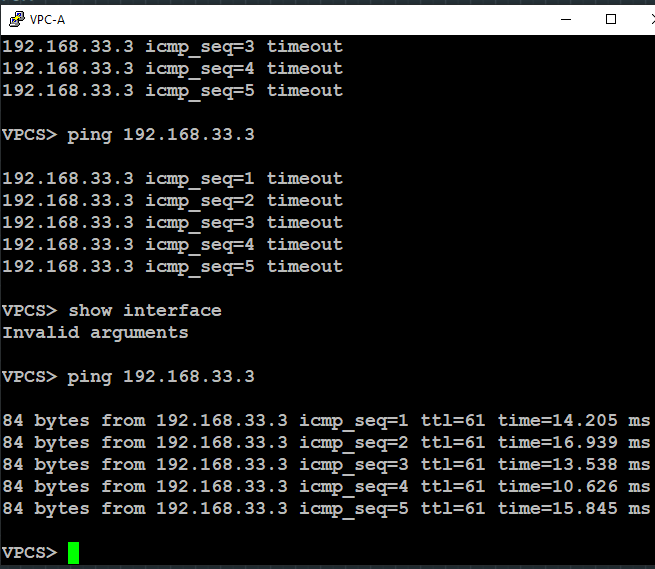 VPC-A
192.168.33.3 icmp_seq=3 timeout
192.168.33.3 icmp_seq=4 timeout
192.168.33.3 icmp_seq=5 timeout
VPCS> ping 192.168.33.3
192.168.33.3 icmp_seq=1 timeout
192.168.33.3 icmp_seq=2 timeout
192.168.33.3 icmp_seq=3 timeout
192.168.33.3 icmp_seq=4 timeout
192.168.33.3 icmp_seq=5 timeout
VPCS> show interface
Invalid arguments
VPCS> ping 192.168.33.3
84 bytes from 192.168.33.3 icmp_seq=1 ttl=61 time=14.205 ms
84 bytes from 192.168.33.3 icmp_seq=2 ttl=61 time=16.939 ms
84 bytes from 192.168.33.3 icmp_seq=3 ttl=61 time=13.538 ms
84 bytes from 192.168.33.3 icmp_seq=4 ttl=61 time=10.626 ms
84 bytes from 192.168.33.3 icmp_seq=5 ttl=61 time=15.845 ms
VPCS>